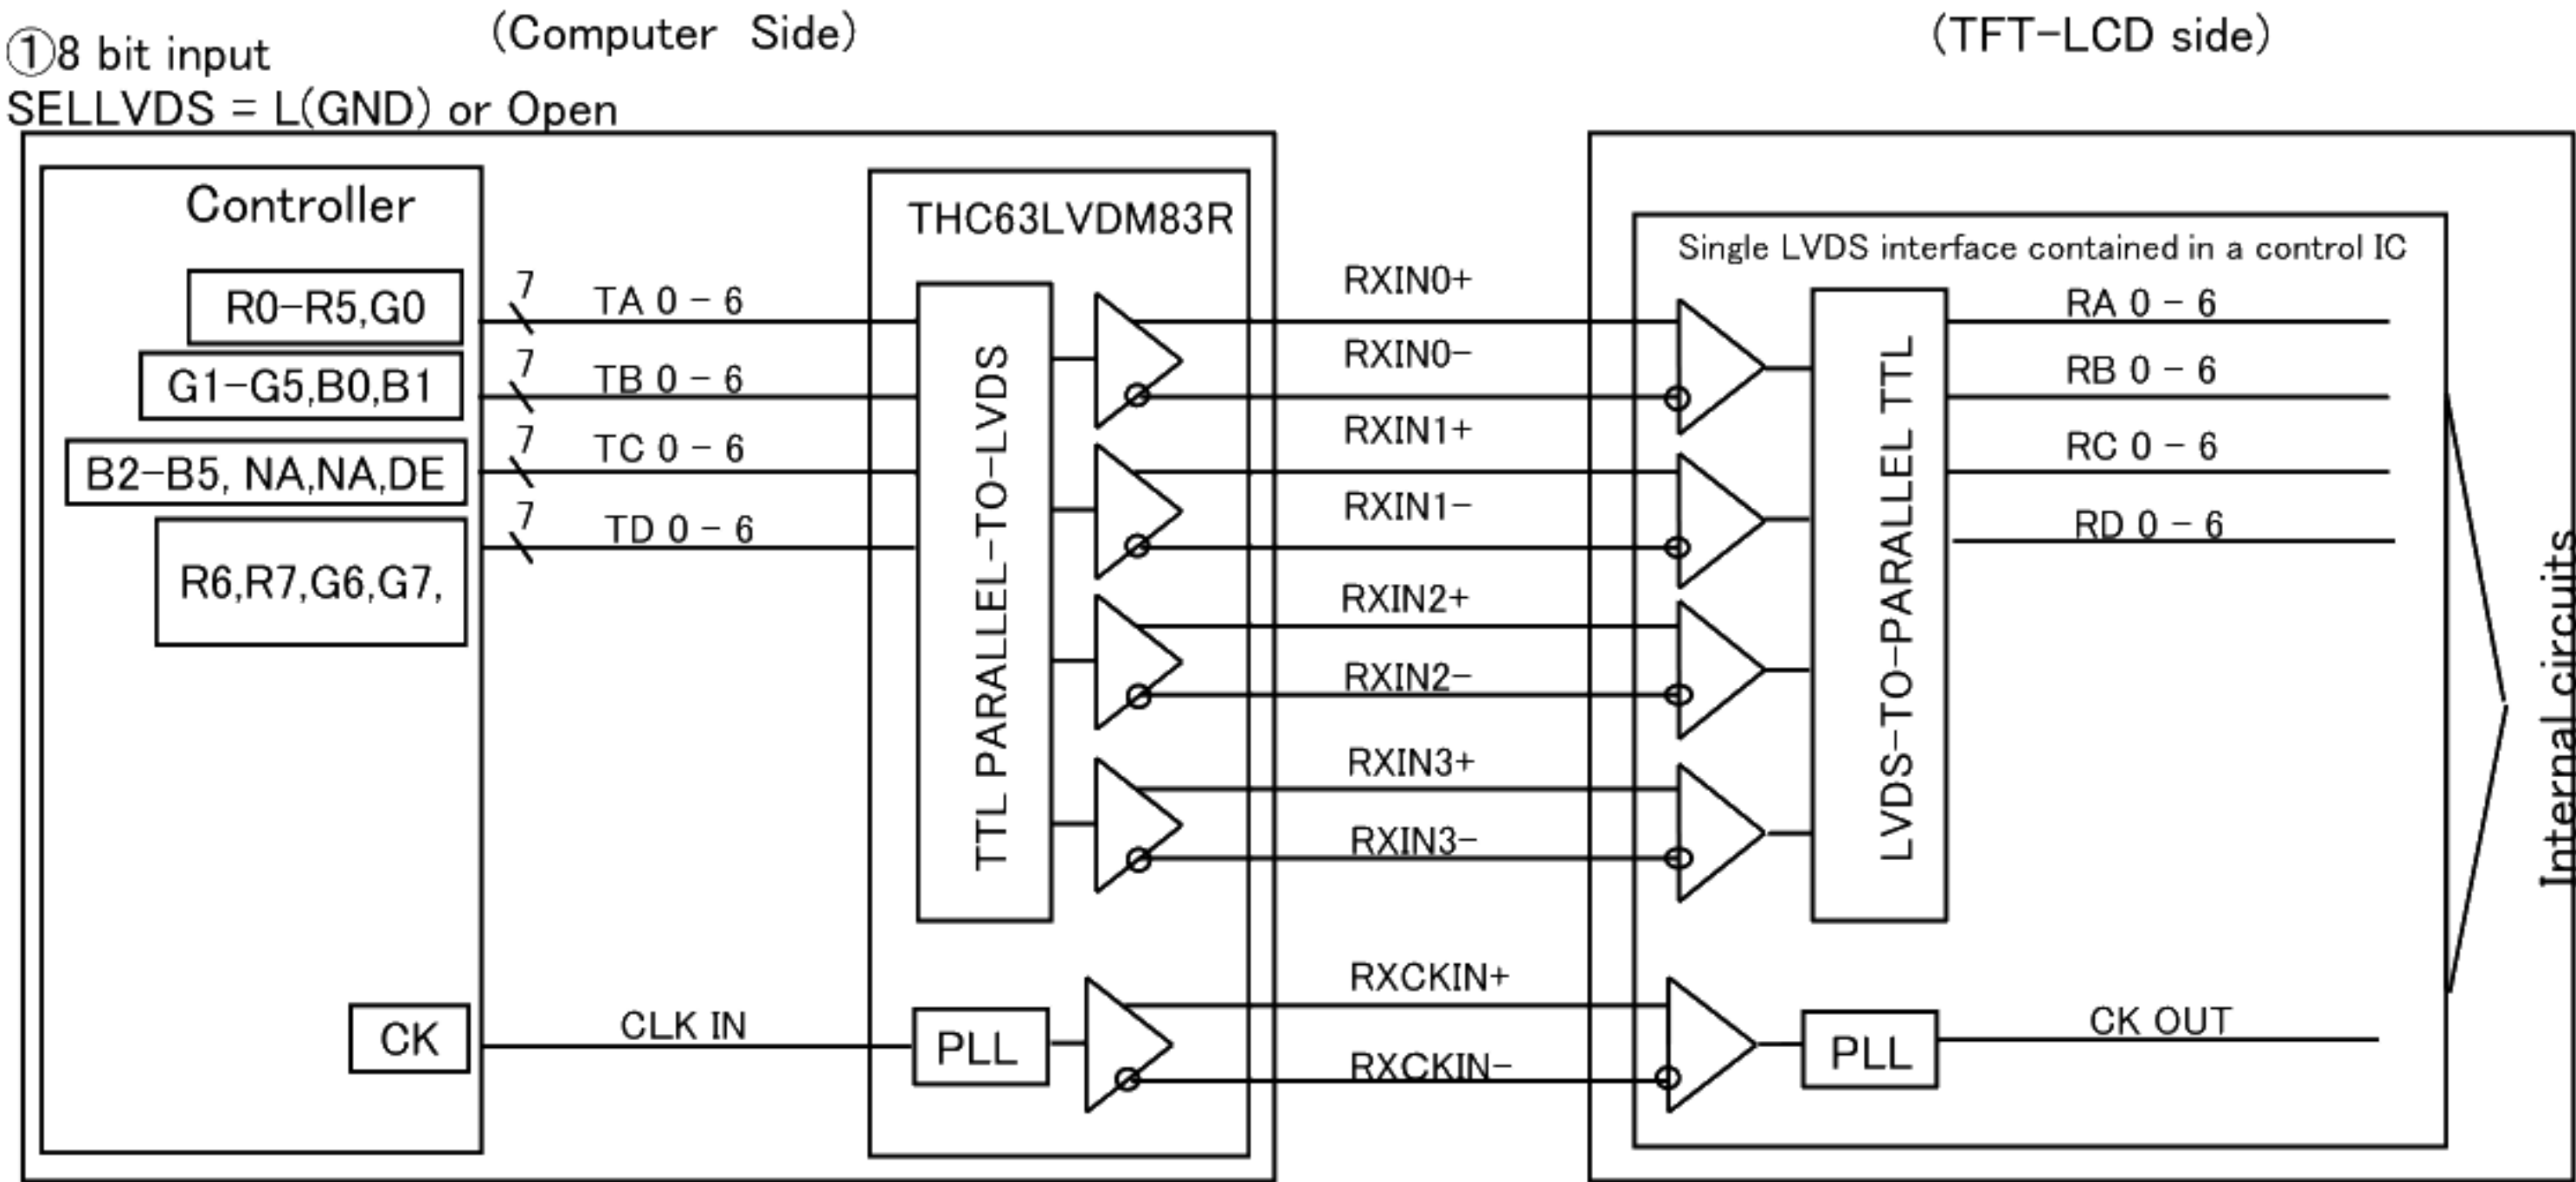 (Computer Side)
(TFT-LCD side)
①8 bit input
SELLVDS = L(GND) or Open
Controller
R0-R5,G0
G1-G5,B0,B1
B2-B5, NA,NA,DE
R6,R7,G6,G7,
CK
7
TA 0 - 6
7
TB 0 - 6
7
TC 0 - 6
7
TD 0 - 6
CLK IN
THC63LVDM83R
TTL PARALLEL-TO-LVDS
PLL
RXIN0+
RXIN0-
RXIN1+
RXIN1-
RXIN2+
RXIN2-
RXIN3+
RXIN3-
RXCKIN+
RXCKIN-
Single LVDS interface contained in a control IC
LVDS-TO-PARALLEL TTL
PLL
RA 0 - 6
RB 0 - 6
RC 0 - 6
RD 0 - 6
CK OUT
Internal circuits